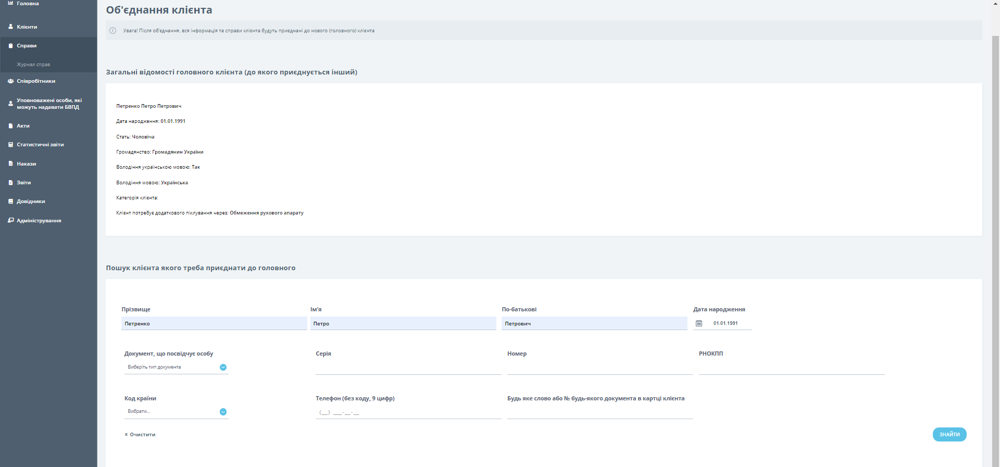 Головна
Клієнти
Справи
Журнал справ
Співробітники
Уповноважені особи, які
можуть надавати БВПД
Акти
Статистичні звіти
Накази
Звіти
Довідники
Адміністрування
Об'єднання клієнта
Увага! Після об'єднання, вся інформація та справи клієнта будуть приєднані до нового (головного) клієнта
Загальні відомості головного клієнта (до якого приєднується інший)
Петренко Петро Петрович
Дата народження: 01.01.1991
Стать: Чоловіча
Громадянство: Громадянин України
Володіння українською мовою: Так
Володіння мовою: Українська
Категорія клієнта:
Клієнт потребує додаткового піклування через: Обмеження рухового апарату
Пошук клієнта якого треба приєднати до головного
Прізвище Ім'я По-батькові Дата народження
Петренко Петро Петрович 01.01.1991
Документ, що посвідчує особу Серія Номер РНОКПП
Виберіть тип документа
Код країни Телефон (без коду, 9 цифр) Будь яке слово або № будь-якого документа в картці клієнта
Вибрати... (__) ___-__-__
x Очистити ЗНАЙТИ